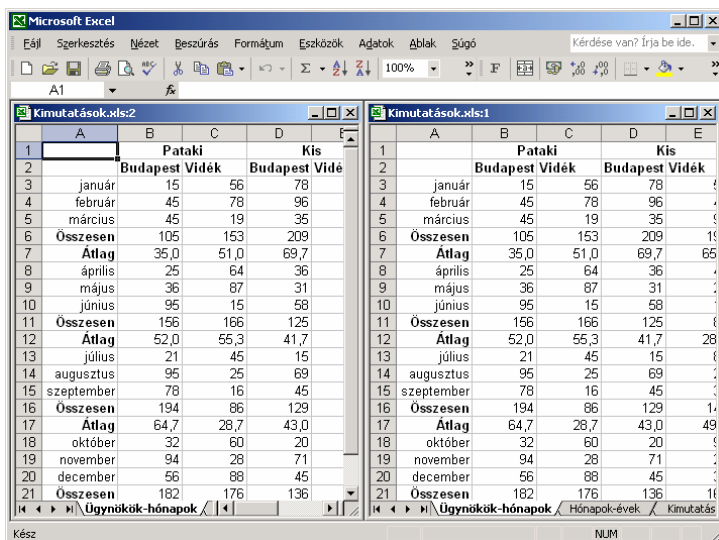 Microsoft Excel
Fájl Szerkesztés Nézet Beszúrás Formátum Eszközök Adatok Ablak Súgó Kérdése van? Írja be ide.
100% F
A1 fx
Kimutatások.xls:2
A B C D E
1 Pataki Kis
2 Budapest Vidék Budapest Vidé
3 január 15 56 78
4 február 45 78 96
5 március 45 19 35
6 Összesen 105 153 209
7 Átlag 35,0 51,0 69,7
8 április 25 64 36
9 május 36 87 31
10 június 95 15 58
11 Összesen 156 166 125
12 Átlag 52,0 55,3 41,7
13 július 21 45 15
14 augusztus 95 25 69
15 szeptember 78 16 45
16 Összesen 194 86 129
17 Átlag 64,7 28,7 43,0
18 október 32 60 20
19 november 94 28 71
20 december 56 88 45
21 Összesen 182 176 136
Ügynökök-hónapok
Kimutatások.xls:1
A B C D E
1 Pataki Kis
2 Budapest Vidék Budapest Vidék
3 január 15 56 78
4 február 45 78 96
5 március 45 19 35
6 Összesen 105 153 209
7 Átlag 35,0 51,0 69,7 65
8 április 25 64 36
9 május 36 87 31
10 június 95 15 58
11 Összesen 156 166 125
12 Átlag 52,0 55,3 41,7 28
13 július 21 45 15
14 augusztus 95 25 69
15 szeptember 78 16 45
16 Összesen 194 86 129
17 Átlag 64,7 28,7 43,0 49
18 október 32 60 20
19 november 94 28 71
20 december 56 88 45
21 Összesen 182 176 136
Ügynökök-hónapok Hónapok-évek Kimutatás
Kész NUM